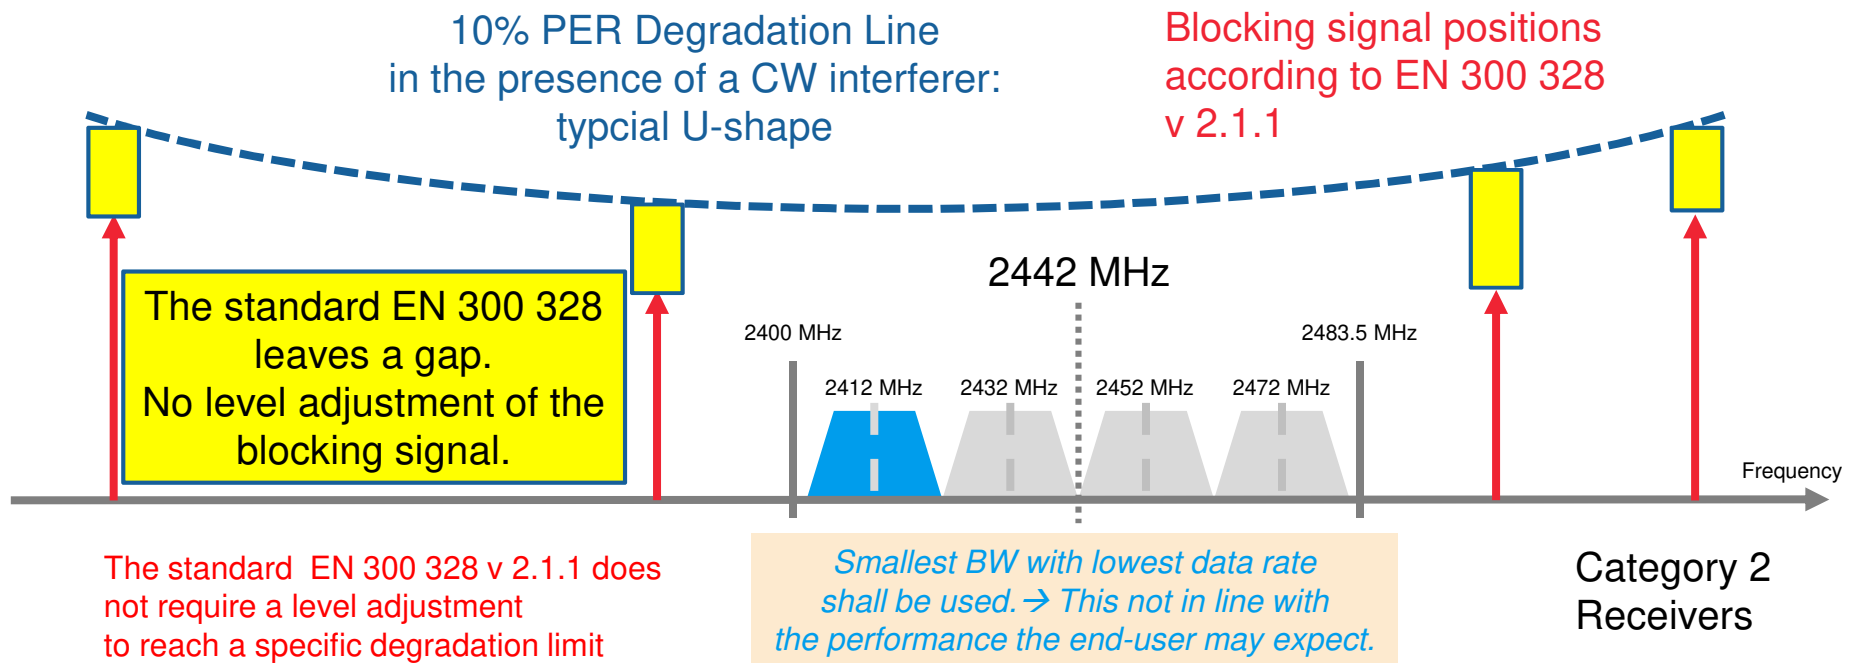 10% PER Degradation Line
in the presence of a CW interferer:
typcial U-shape
Blocking signal positions
according to EN 300 328
v 2.1.1
The standard EN 300 328
leaves a gap.
No level adjustment of the
blocking signal.
2442 MHz
2400 MHz
2483.5 MHz
2412 MHz
2432 MHz
2452 MHz
2472 MHz
Frequency
The standard  EN 300 328 v 2.1.1 does
not require a level adjustment
to reach a specific degradation limit
Smallest BW with lowest data rate
shall be used.→ This not in line with
the performance the end-user may expect.
Category 2
Receivers